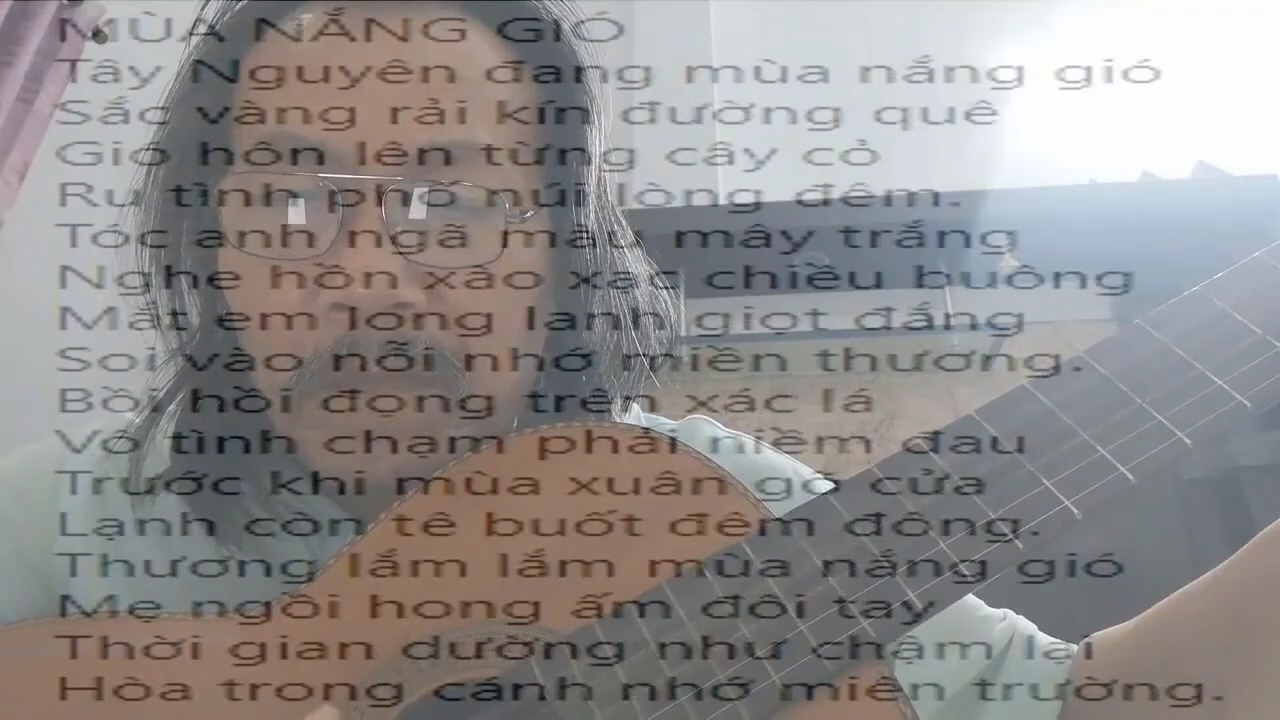 MÙA NẮNG GIÓ
Tây Nguyên đang mùa nắng gió
Sắc vàng rải kín đường quê
Gió hôn lên từng cây cỏ
Ru tình phố núi lòng đêm.
Tóc anh ngã màu mây trắng
Nghe hồn xào xạc chiều buông
Mắt em long lanh giọt đắng
Soi vào nỗi nhớ miền thương.
Bồi hồi đọng trên xác lá
Vô tình chạm phải niềm đau
Trước khi mùa xuân gõ cửa
Lạnh còn tê buốt đêm đông.
Thương lắm lắm mùa nắng gió
Mẹ ngồi hong ấm đôi tay
Thời gian dường như chậm lại
Hòa trong cánh nhớ miên trường.